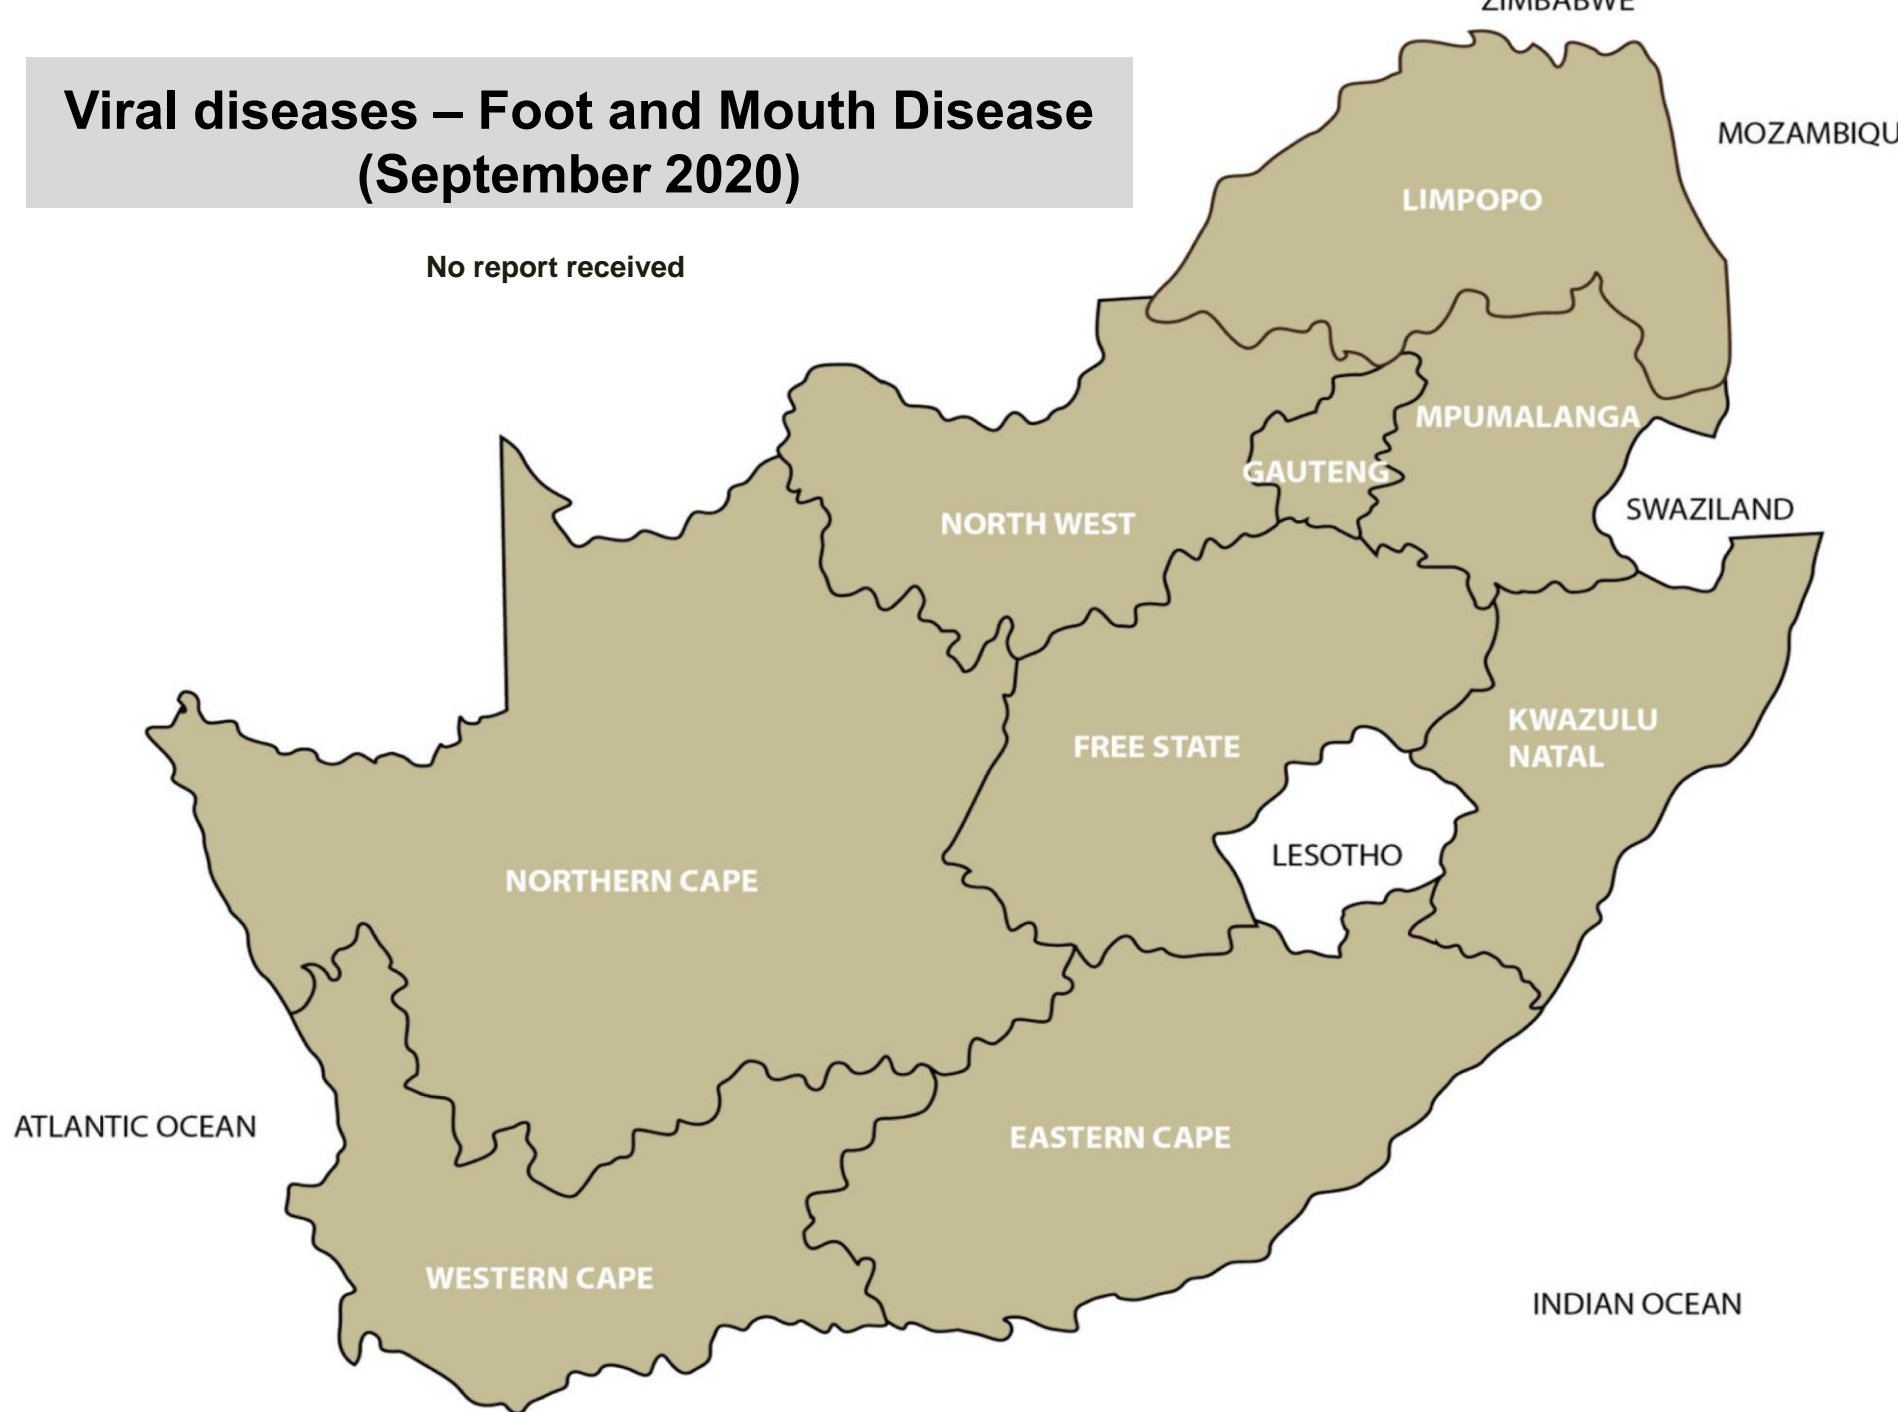 ZIMBABWE
Viral diseases – Foot and Mouth Disease
(September 2020)
MOZAMBIQU
LIMPOPO
No report received
MPUMALANGA
GAUTENG
SWAZILAND
NORTH WEST
KWAZULU
NATAL
FREE STATE
LESOTHO
NORTHERN CAPE
ATLANTIC OCEAN
EASTERN CAPE
WESTERN CAPE
INDIAN OCEAN